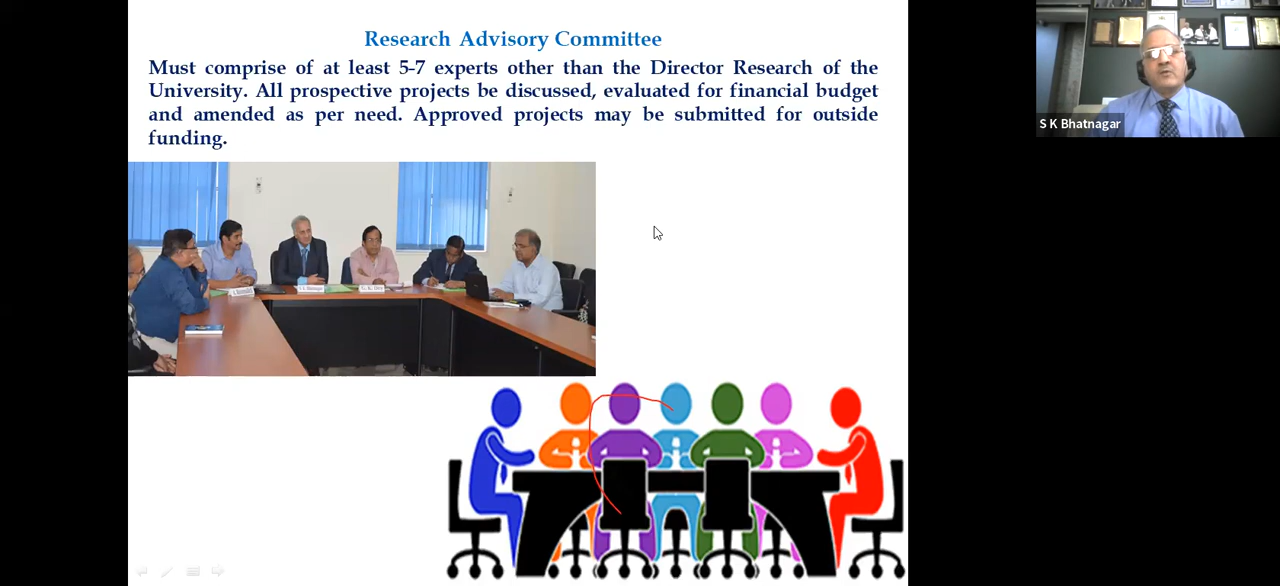 Research Advisory Committee
Must comprise of at least 5-7 experts other than the Director Research of the
University. All prospective projects be discussed, evaluated for financial budget
and amended as per need. Approved projects may be submitted for outside
funding.
S K Bhatnagar